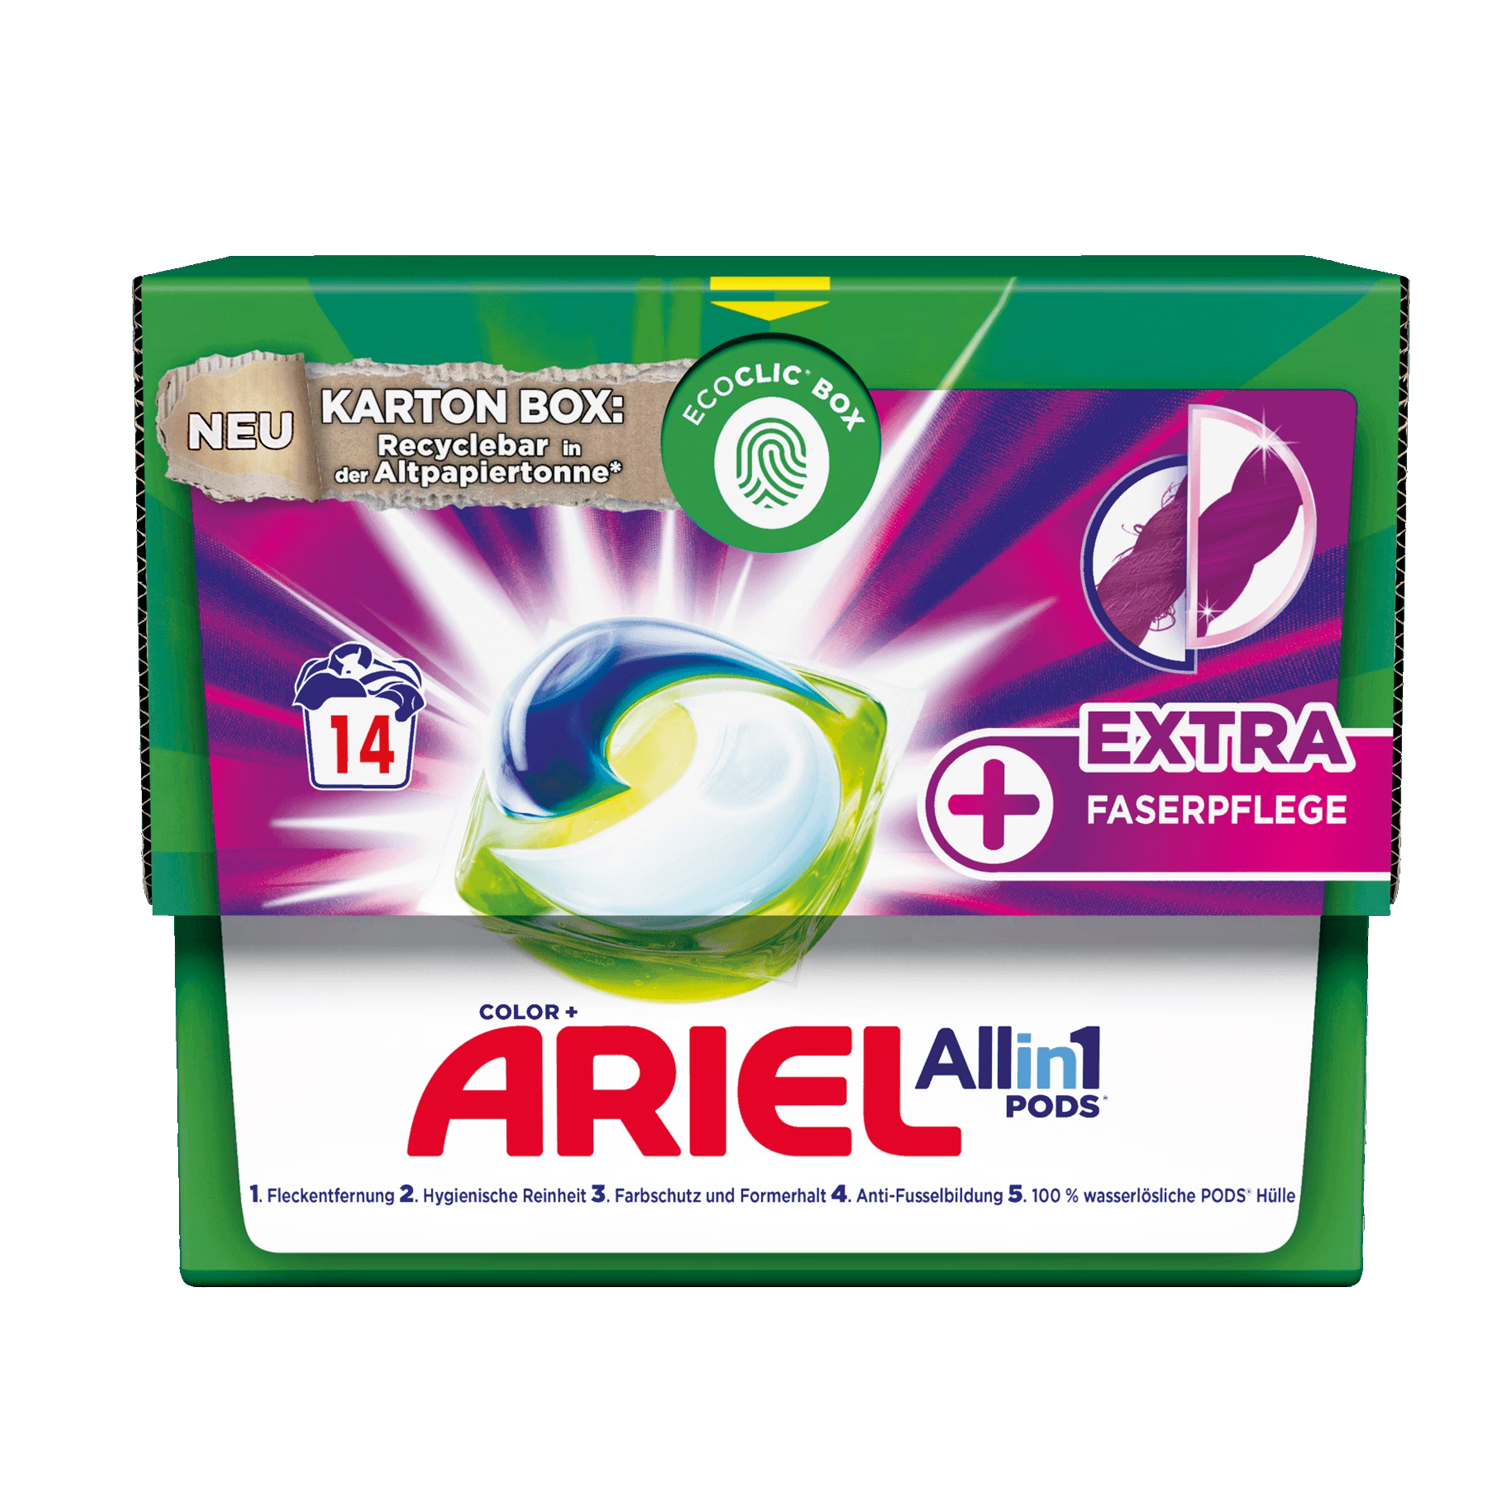 ECOCLIC® BOX
NEU
KARTON BOX:
Recyclebar in
der Altpapiertonne*
14
EXTRA
+
FASERPFLEGE
COLOR +
ARIEL Allin1
PODS®
1. Fleckentfernung 2. Hygienische Reinheit 3. Farbschutz und Formerhalt 4. Anti-Fusselbildung 5. 100 % wasserlösliche PODS® Hülle